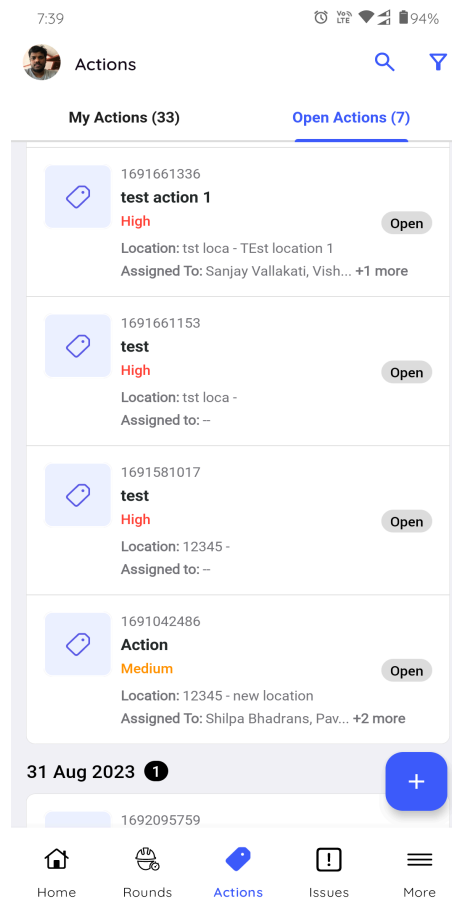 7:39
Vo) LTE 94%
Actions
My Actions (33)
Open Actions (7)
1691661336
test action 1
High
Open
Location: tst loca - TEst location 1
Assigned To: Sanjay Vallakati, Vish... +1 more
1691661153
test
High
Open
Location: tst loca -
Assigned to: --
1691581017
test
High
Open
Location: 12345 -
Assigned to: --
1691042486
Action
Medium
Open
Location: 12345 - new location
Assigned To: Shilpa Bhadrans, Pav... +2 more
31 Aug 2023 1
+
1692095759
Home
Rounds
Actions
Issues
More